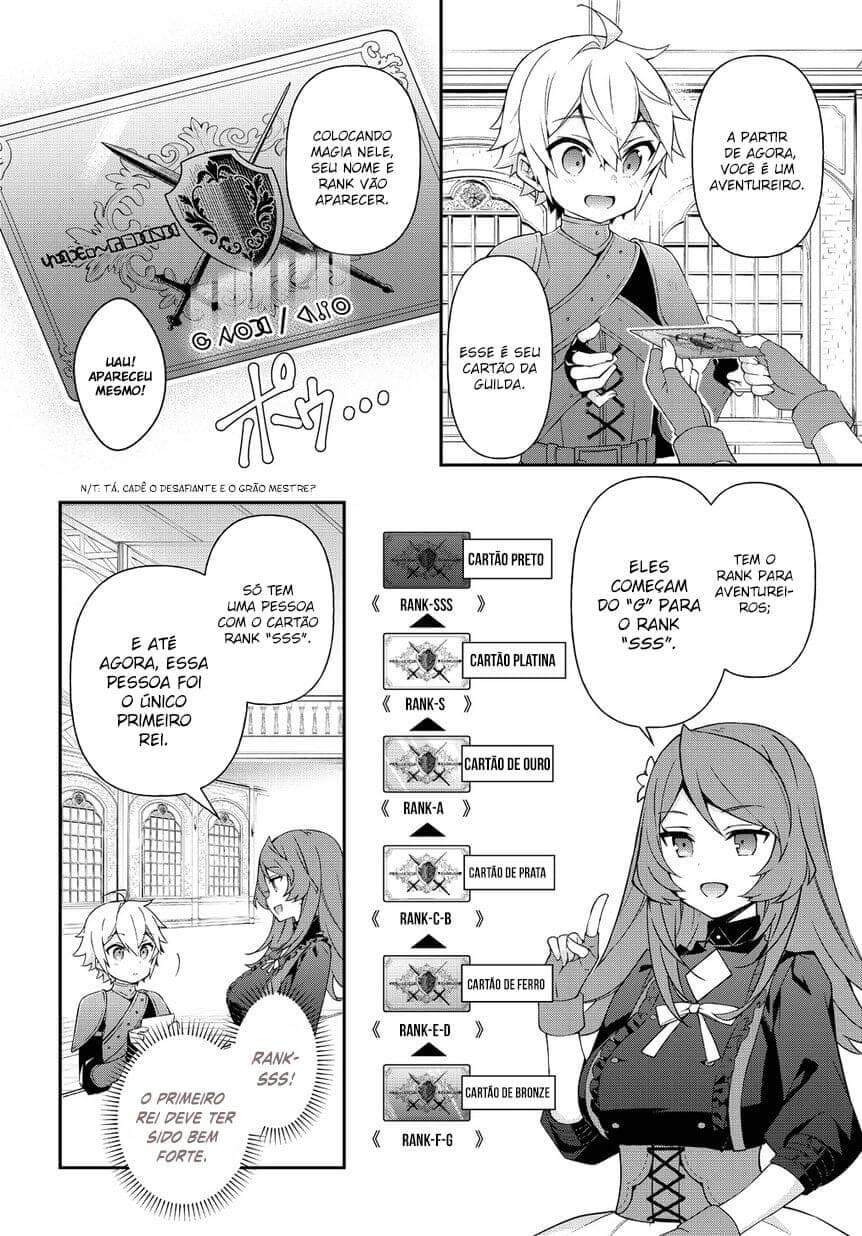 A PARTIR
DE AGORA,
VOCÊ É UM
AVENTUREIRO.
ESSE É SEU
CARTÃO DA
GUILDA.
COLOCANDO
MAGIA NELE,
SEU NOME E
RANK VÃO
APARECER.
UAU!
APARECEU
MESMO!
ポゥ...
N/T: TÁ, CADÊ O DESAFIANTE E O GRÃO MESTRE?
TEM O
RANK PARA
AVENTUREI-
ROS;
ELES
COMEÇAM
DO "G" PARA
O RANK
"SSS".
CARTÃO PRETO
《 RANK-SSS 》
CARTÃO PLATINA
《 RANK-S 》
CARTÃO DE OURO
《 RANK-A 》
CARTÃO DE PRATA
《 RANK-C-B 》
CARTÃO DE FERRO
《 RANK-E-D 》
CARTÃO DE BRONZE
《 RANK-F-G 》
SÓ TEM
UMA PESSOA
COM O CARTÃO
RANK "SSS".
E ATÉ
AGORA, ESSA
PESSOA FOI
O ÚNICO
PRIMEIRO
REI.
RANK-
SSS!
O PRIMEIRO
REI DEVE TER
SIDO BEM
FORTE.